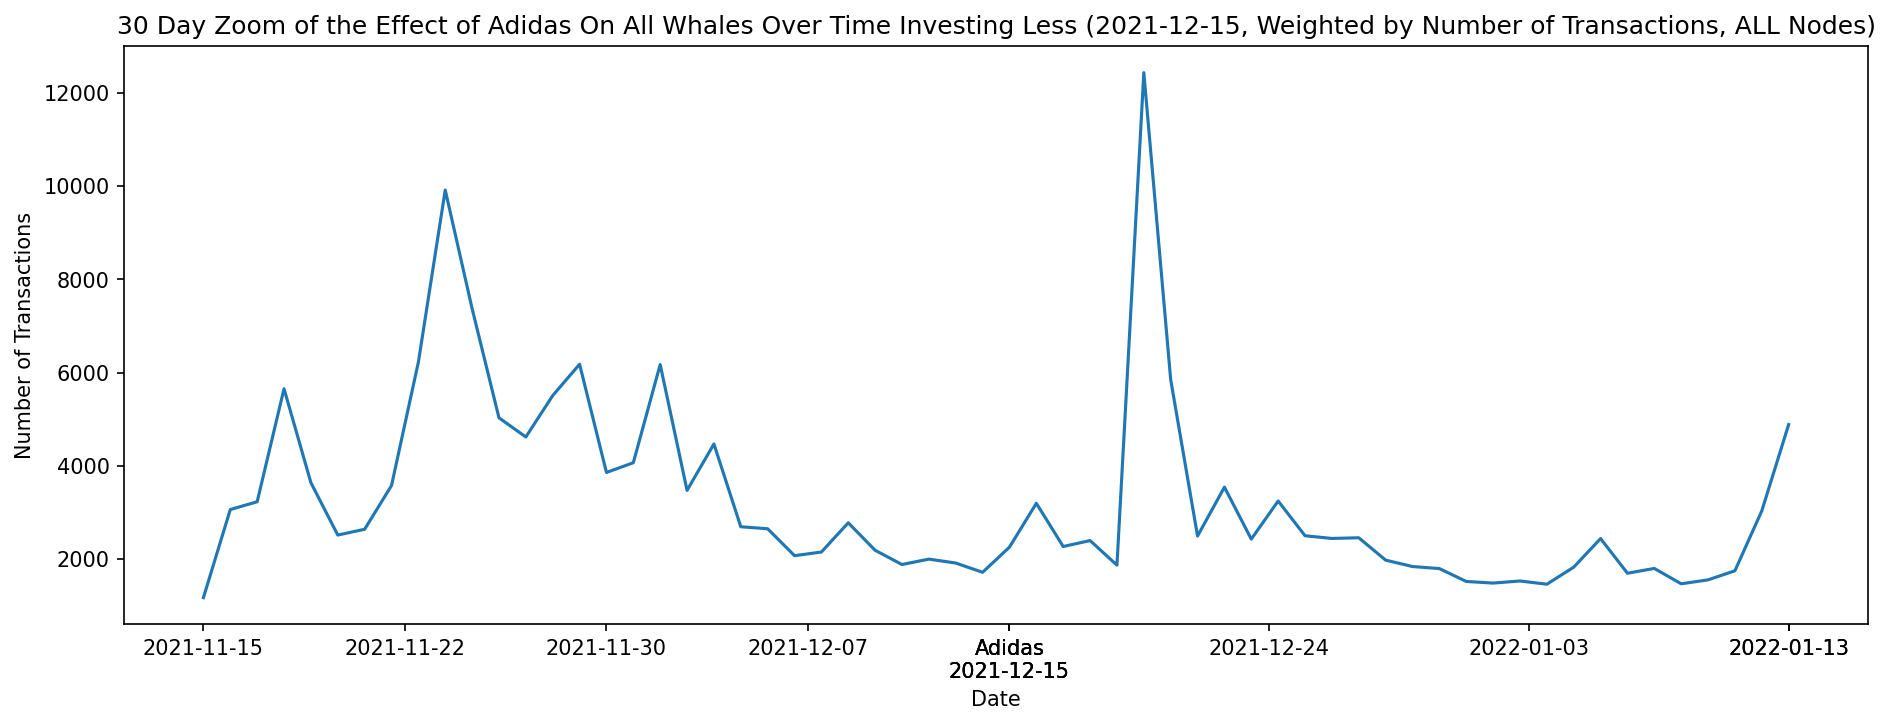 30 Day Zoom of the Effect of Adidas On All Whales Over Time Investing Less (2021-12-15, Weighted by Number of Transactions, ALL Nodes)
12000
10000
8000
6000
4000
2000
Number of Transactions
2021-11-15 2021-11-22 2021-11-30 2021-12-07 Adidas 2021-12-24 2022-01-03 2022-01-13
2021-12-15
Date